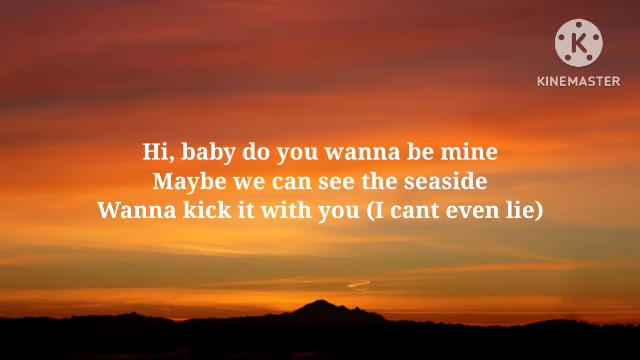 KINEMASTER
Hi, baby do you wanna be mine
Maybe we can see the seaside
Wanna kick it with you (I cant even lie)